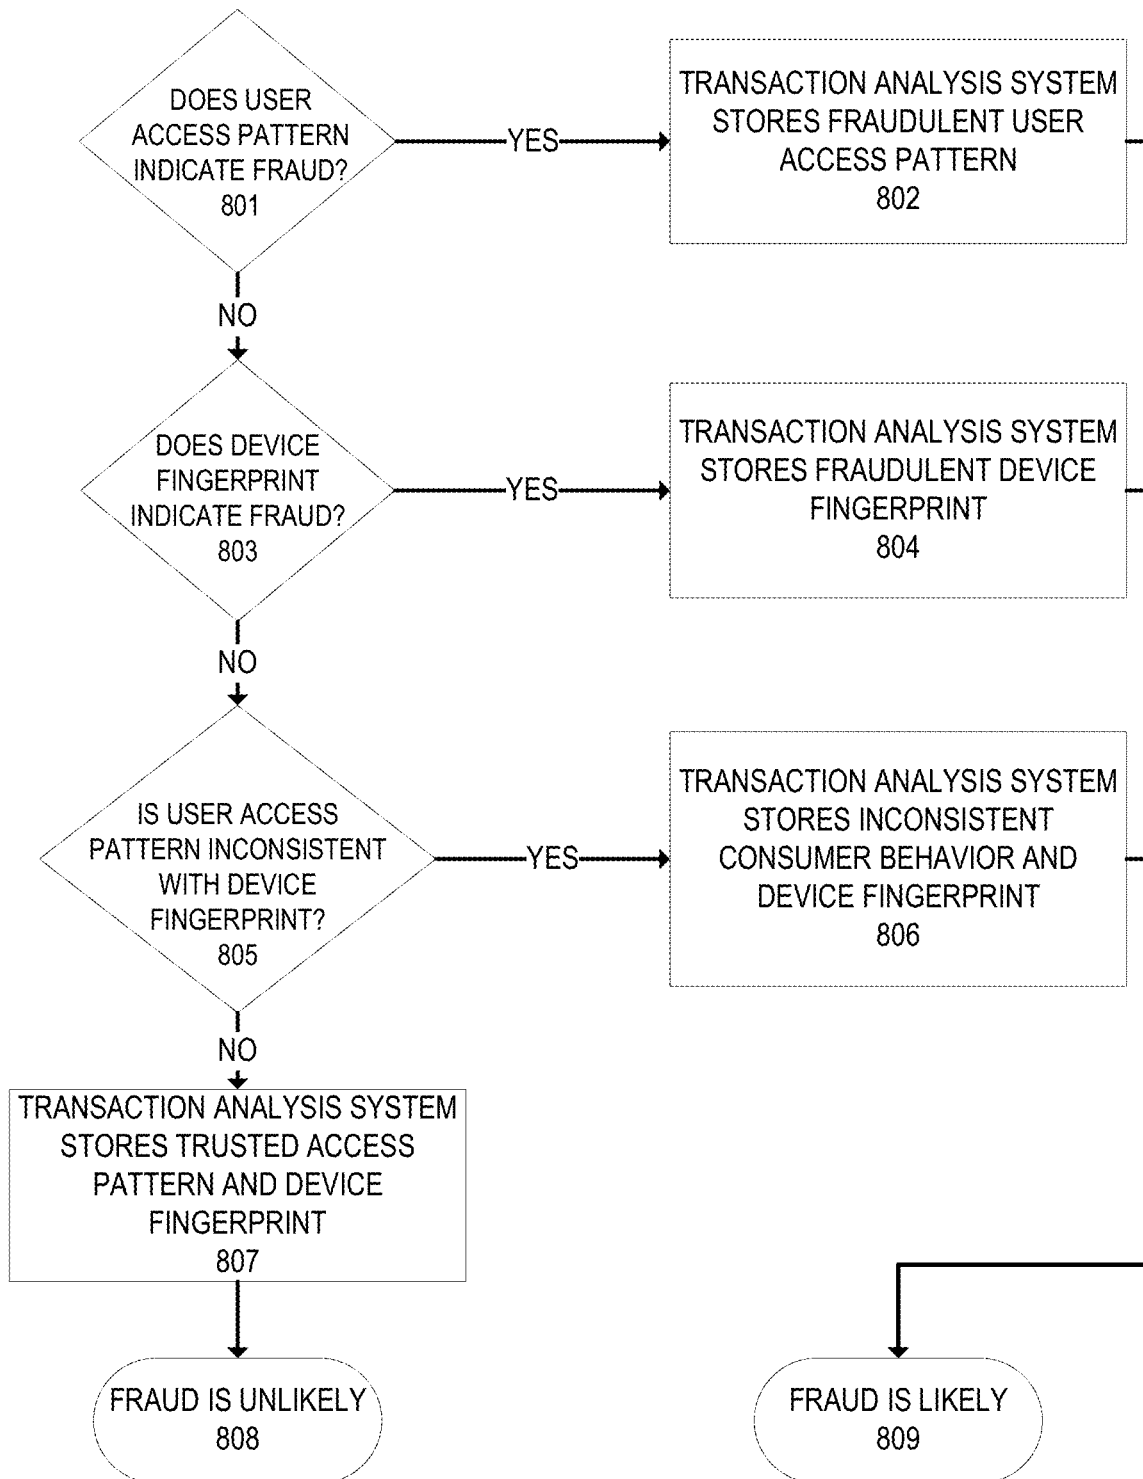 DOES USER
ACCESS PATTERN
INDICATE FRAUD?
801
YES
TRANSACTION ANALYSIS SYSTEM
STORES FRAUDULENT USER
ACCESS PATTERN
802
NO
DOES DEVICE
FINGERPRINT
INDICATE FRAUD?
803
YES
TRANSACTION ANALYSIS SYSTEM
STORES FRAUDULENT DEVICE
FINGERPRINT
804
NO
IS USER ACCESS
PATTERN INCONSISTENT
WITH DEVICE
FINGERPRINT?
805
YES
TRANSACTION ANALYSIS SYSTEM
STORES INCONSISTENT
CONSUMER BEHAVIOR AND
DEVICE FINGERPRINT
806
NO
TRANSACTION ANALYSIS SYSTEM
STORES TRUSTED ACCESS
PATTERN AND DEVICE
FINGERPRINT
807
FRAUD IS UNLIKELY
808
FRAUD IS LIKELY
809